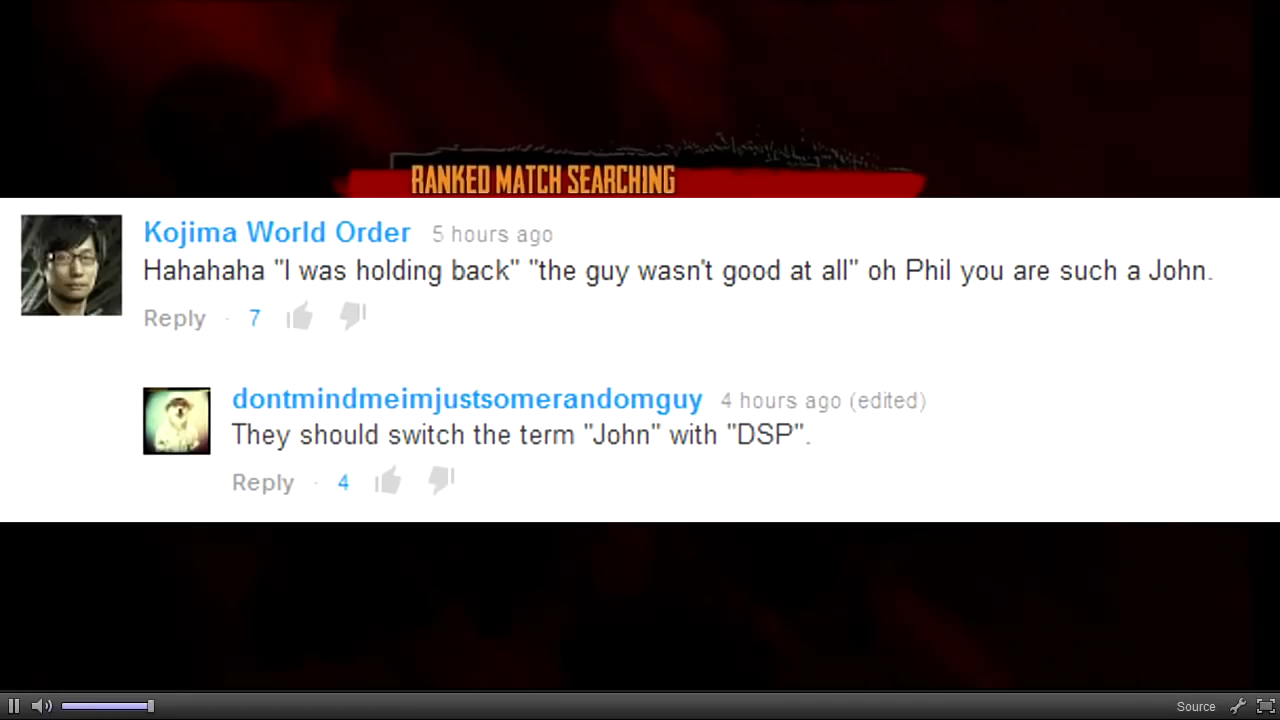 RANKED MATCH SEARCHING
Kojima World Order 5 hours ago
Hahahaha "I was holding back" "the guy wasn't good at all" oh Phil you are such a John.
Reply · 7
dontmindmeimjustsomerandomguy 4 hours ago (edited)
They should switch the term "John" with "DSP".
Reply · 4
Source